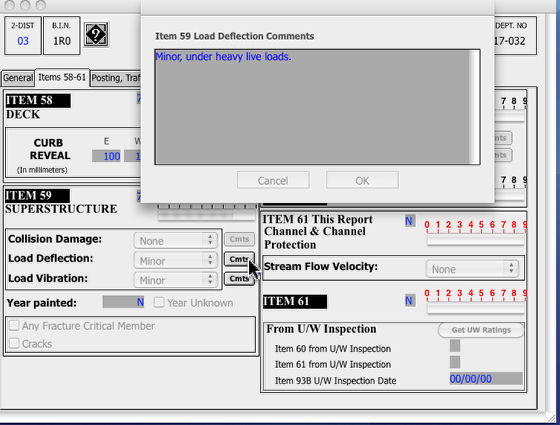 2-DIST
03
B.I.N.
1R0
?
DEPT. NO
17-032
Item 59 Load Deflection Comments
Minor, under heavy live loads.
Cancel
OK
General
Items 58-61
Posting, Traf
ITEM 58
DECK
CURB
REVEAL
(In millimeters)
E
100
7 8 9
7 8 9
ITEM 59
SUPERSTRUCTURE
Collision Damage:
None
Cmts
Load Deflection:
Minor
Cmts
Load Vibration:
Minor
Cmts
Year painted:
N
Year Unknown
Any Fracture Critical Member
Cracks
ITEM 61 This Report
Channel & Channel
Protection
N
0 1 2 3 4 5 6 7 8 9
Stream Flow Velocity:
None
ITEM 61
N
0 1 2 3 4 5 6 7 8 9
From U/W Inspection
Get UW Ratings
Item 60 from U/W Inspection
Item 61 from U/W Inspection
Item 93B U/W Inspection Date
00/00/00